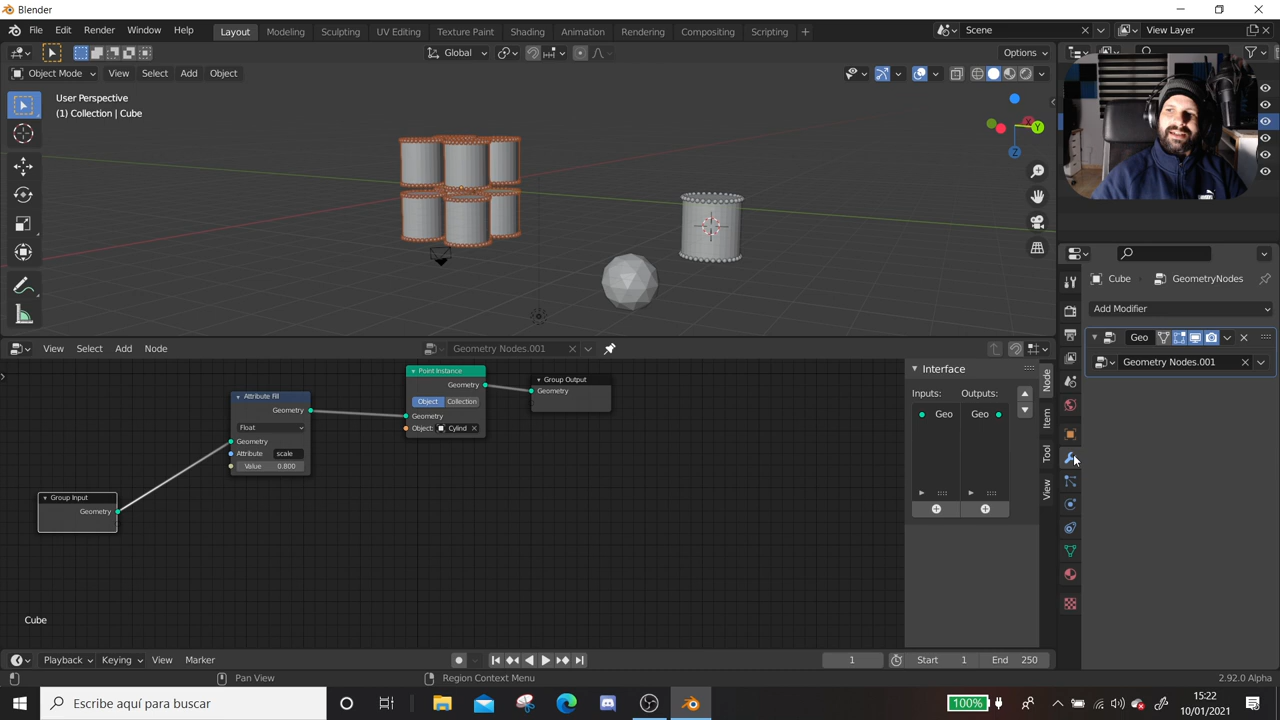 Blender
File Edit Render Window Help Layout Modeling Sculpting UV Editing Texture Paint Shading Animation Rendering Compositing Scripting + Scene View Layer
Global Options
Object Mode View Select Add Object
User Perspective
(1) Collection | Cube
Y
Z
Cube GeometryNodes
Add Modifier
Geo
Geometry Nodes.001
View Select Add Node Geometry Nodes.001
Interface
Inputs: Outputs:
Geo Geo
Node
Item
Tool
View
Point Instance
Geometry
Object Collection
Geometry
Object: Cylind
Group Output
Geometry
Attribute Fill
Geometry
Float
Geometry
Attribute scale
Value 0.800
Group Input
Geometry
Cube
Playback Keying View Marker 1 Start 1 End 250
Pan View Region Context Menu 2.92.0 Alpha
Escribe aquí para buscar 100% 15:22
10/01/2021